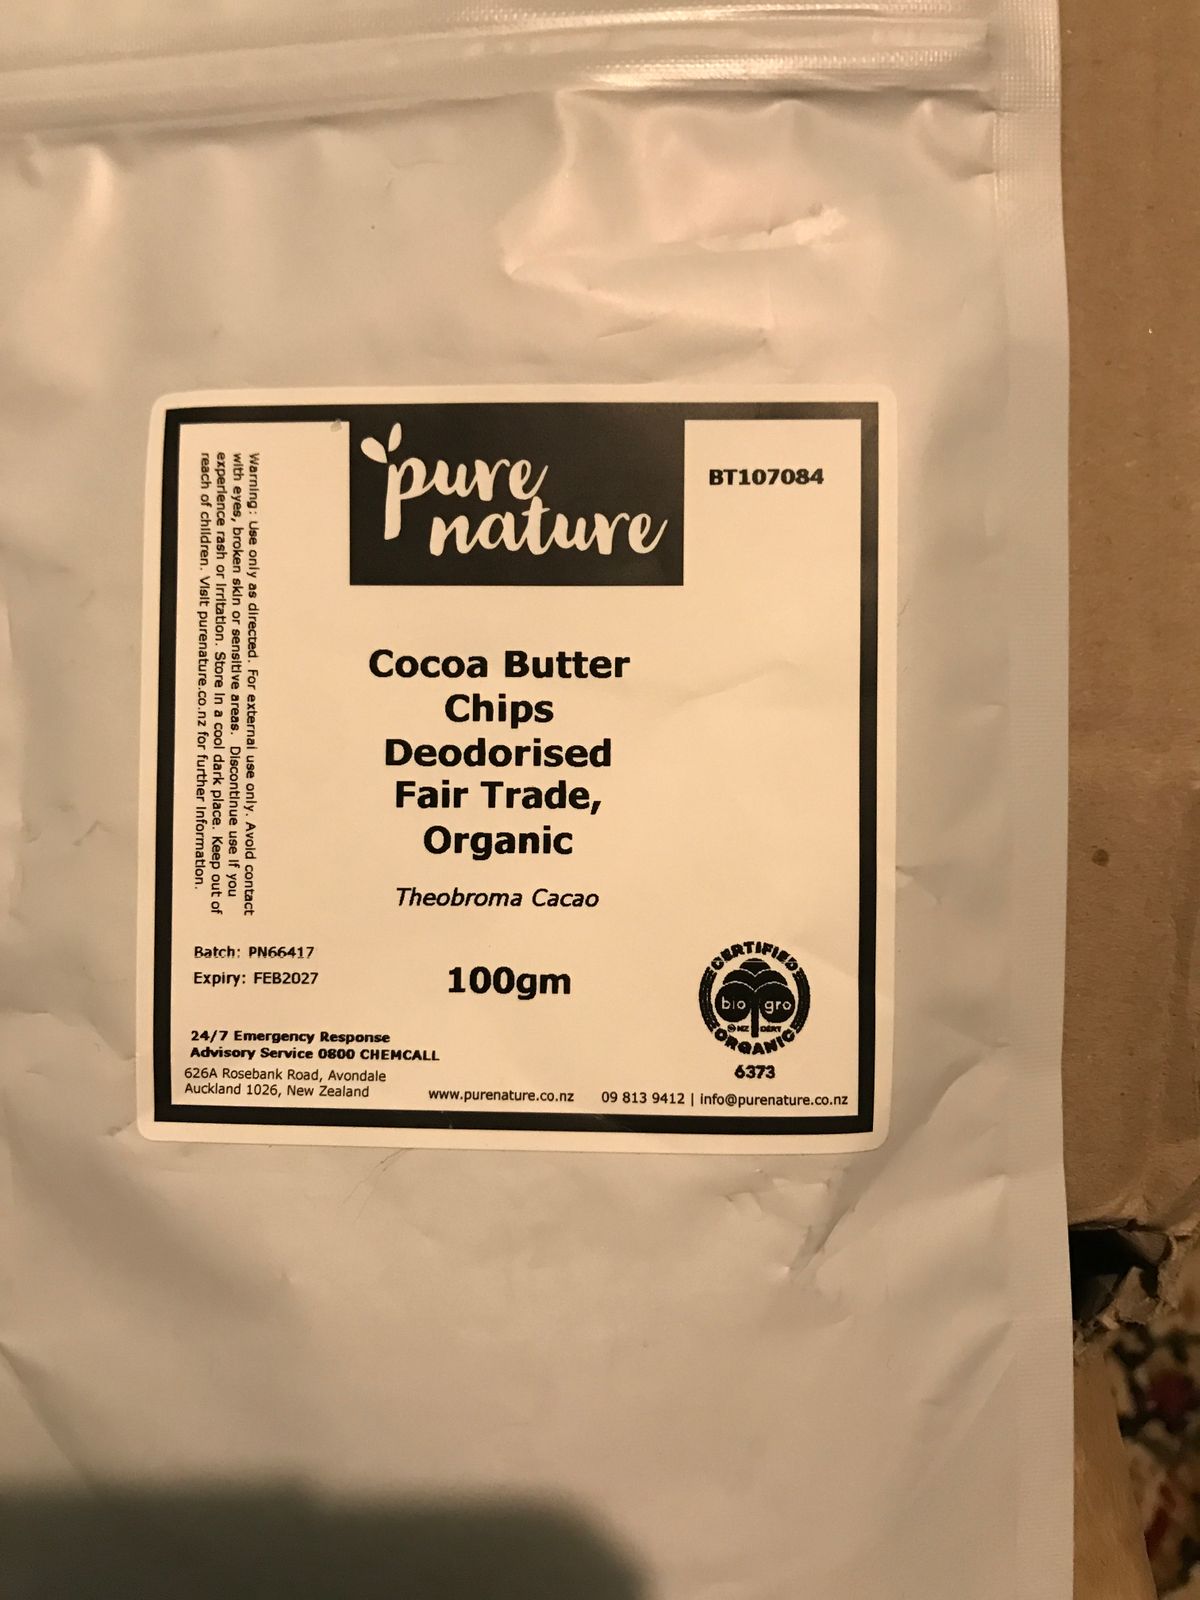 pure
nature
BT107084
Warning: Use only as directed. For external use only. Avoid contact
with eyes, broken skin or sensitive areas. Discontinue use if you
experience rash or irritation. Store in a cool dark place. Keep out of
reach of children. Visit purenature.co.nz for further information.
Cocoa Butter
Chips
Deodorised
Fair Trade,
Organic
Theobroma Cacao
Batch: PN66417
Expiry: FEB2027
100gm
CERTIFIED
bio gro
NZ CERT
ORGANIC
6373
24/7 Emergency Response
Advisory Service 0800 CHEMCALL
626A Rosebank Road, Avondale
Auckland 1026, New Zealand
www.purenature.co.nz 09 813 9412 | info@purenature.co.nz